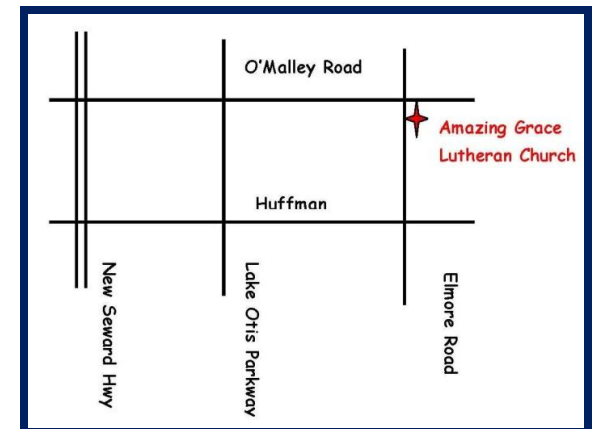 O'Malley Road
Amazing Grace
Lutheran Church
Huffman
New Seward Hwy
Lake Otis Parkway
Elmore Road